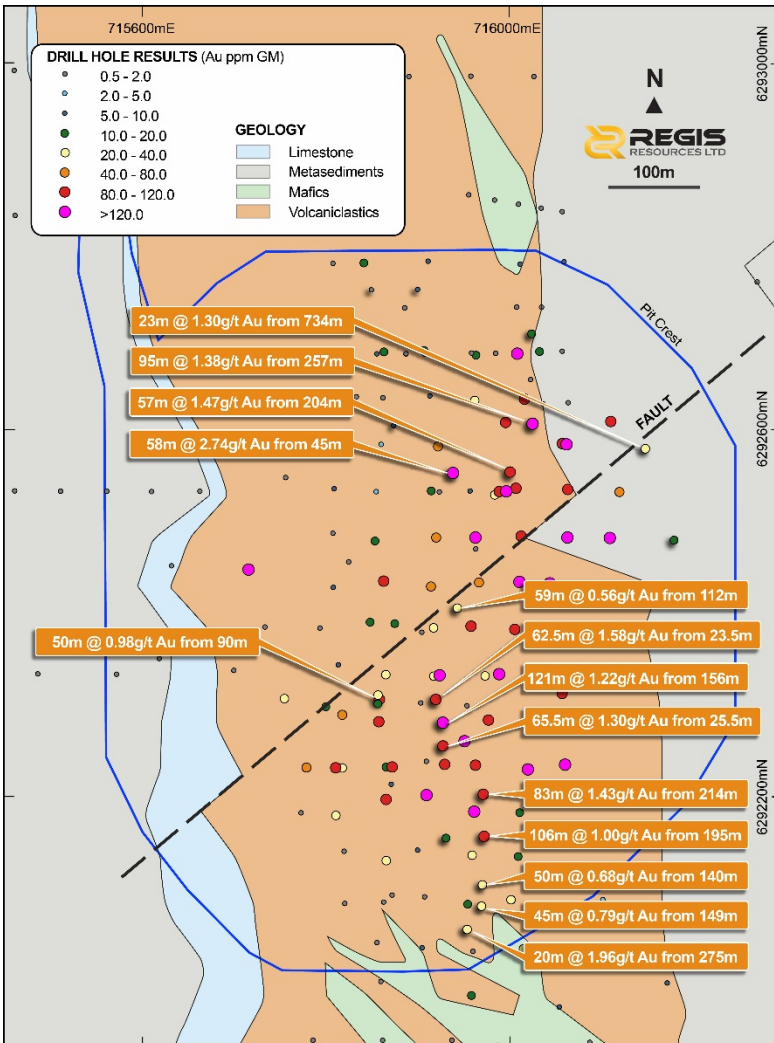 715600mE
716000mE
DRILL HOLE RESULTS (Au ppm GM)
0.5 - 2.0
2.0 - 5.0
5.0 - 10.0
10.0 - 20.0
20.0 - 40.0
40.0 - 80.0
80.0 - 120.0
>120.0
GEOLOGY
Limestone
Metasediments
Mafics
Volcaniclastics
N
REGIS
RESOURCES LTD
100m
6293000mN
Pit Crest
FAULT
23m @ 1.30g/t Au from 734m
95m @ 1.38g/t Au from 257m
57m @ 1.47g/t Au from 204m
58m @ 2.74g/t Au from 45m
6292600mN
59m @ 0.56g/t Au from 112m
50m @ 0.98g/t Au from 90m
62.5m @ 1.58g/t Au from 23.5m
121m @ 1.22g/t Au from 156m
65.5m @ 1.30g/t Au from 25.5m
83m @ 1.43g/t Au from 214m
6292200mN
106m @ 1.00g/t Au from 195m
50m @ 0.68g/t Au from 140m
45m @ 0.79g/t Au from 149m
20m @ 1.96g/t Au from 275m